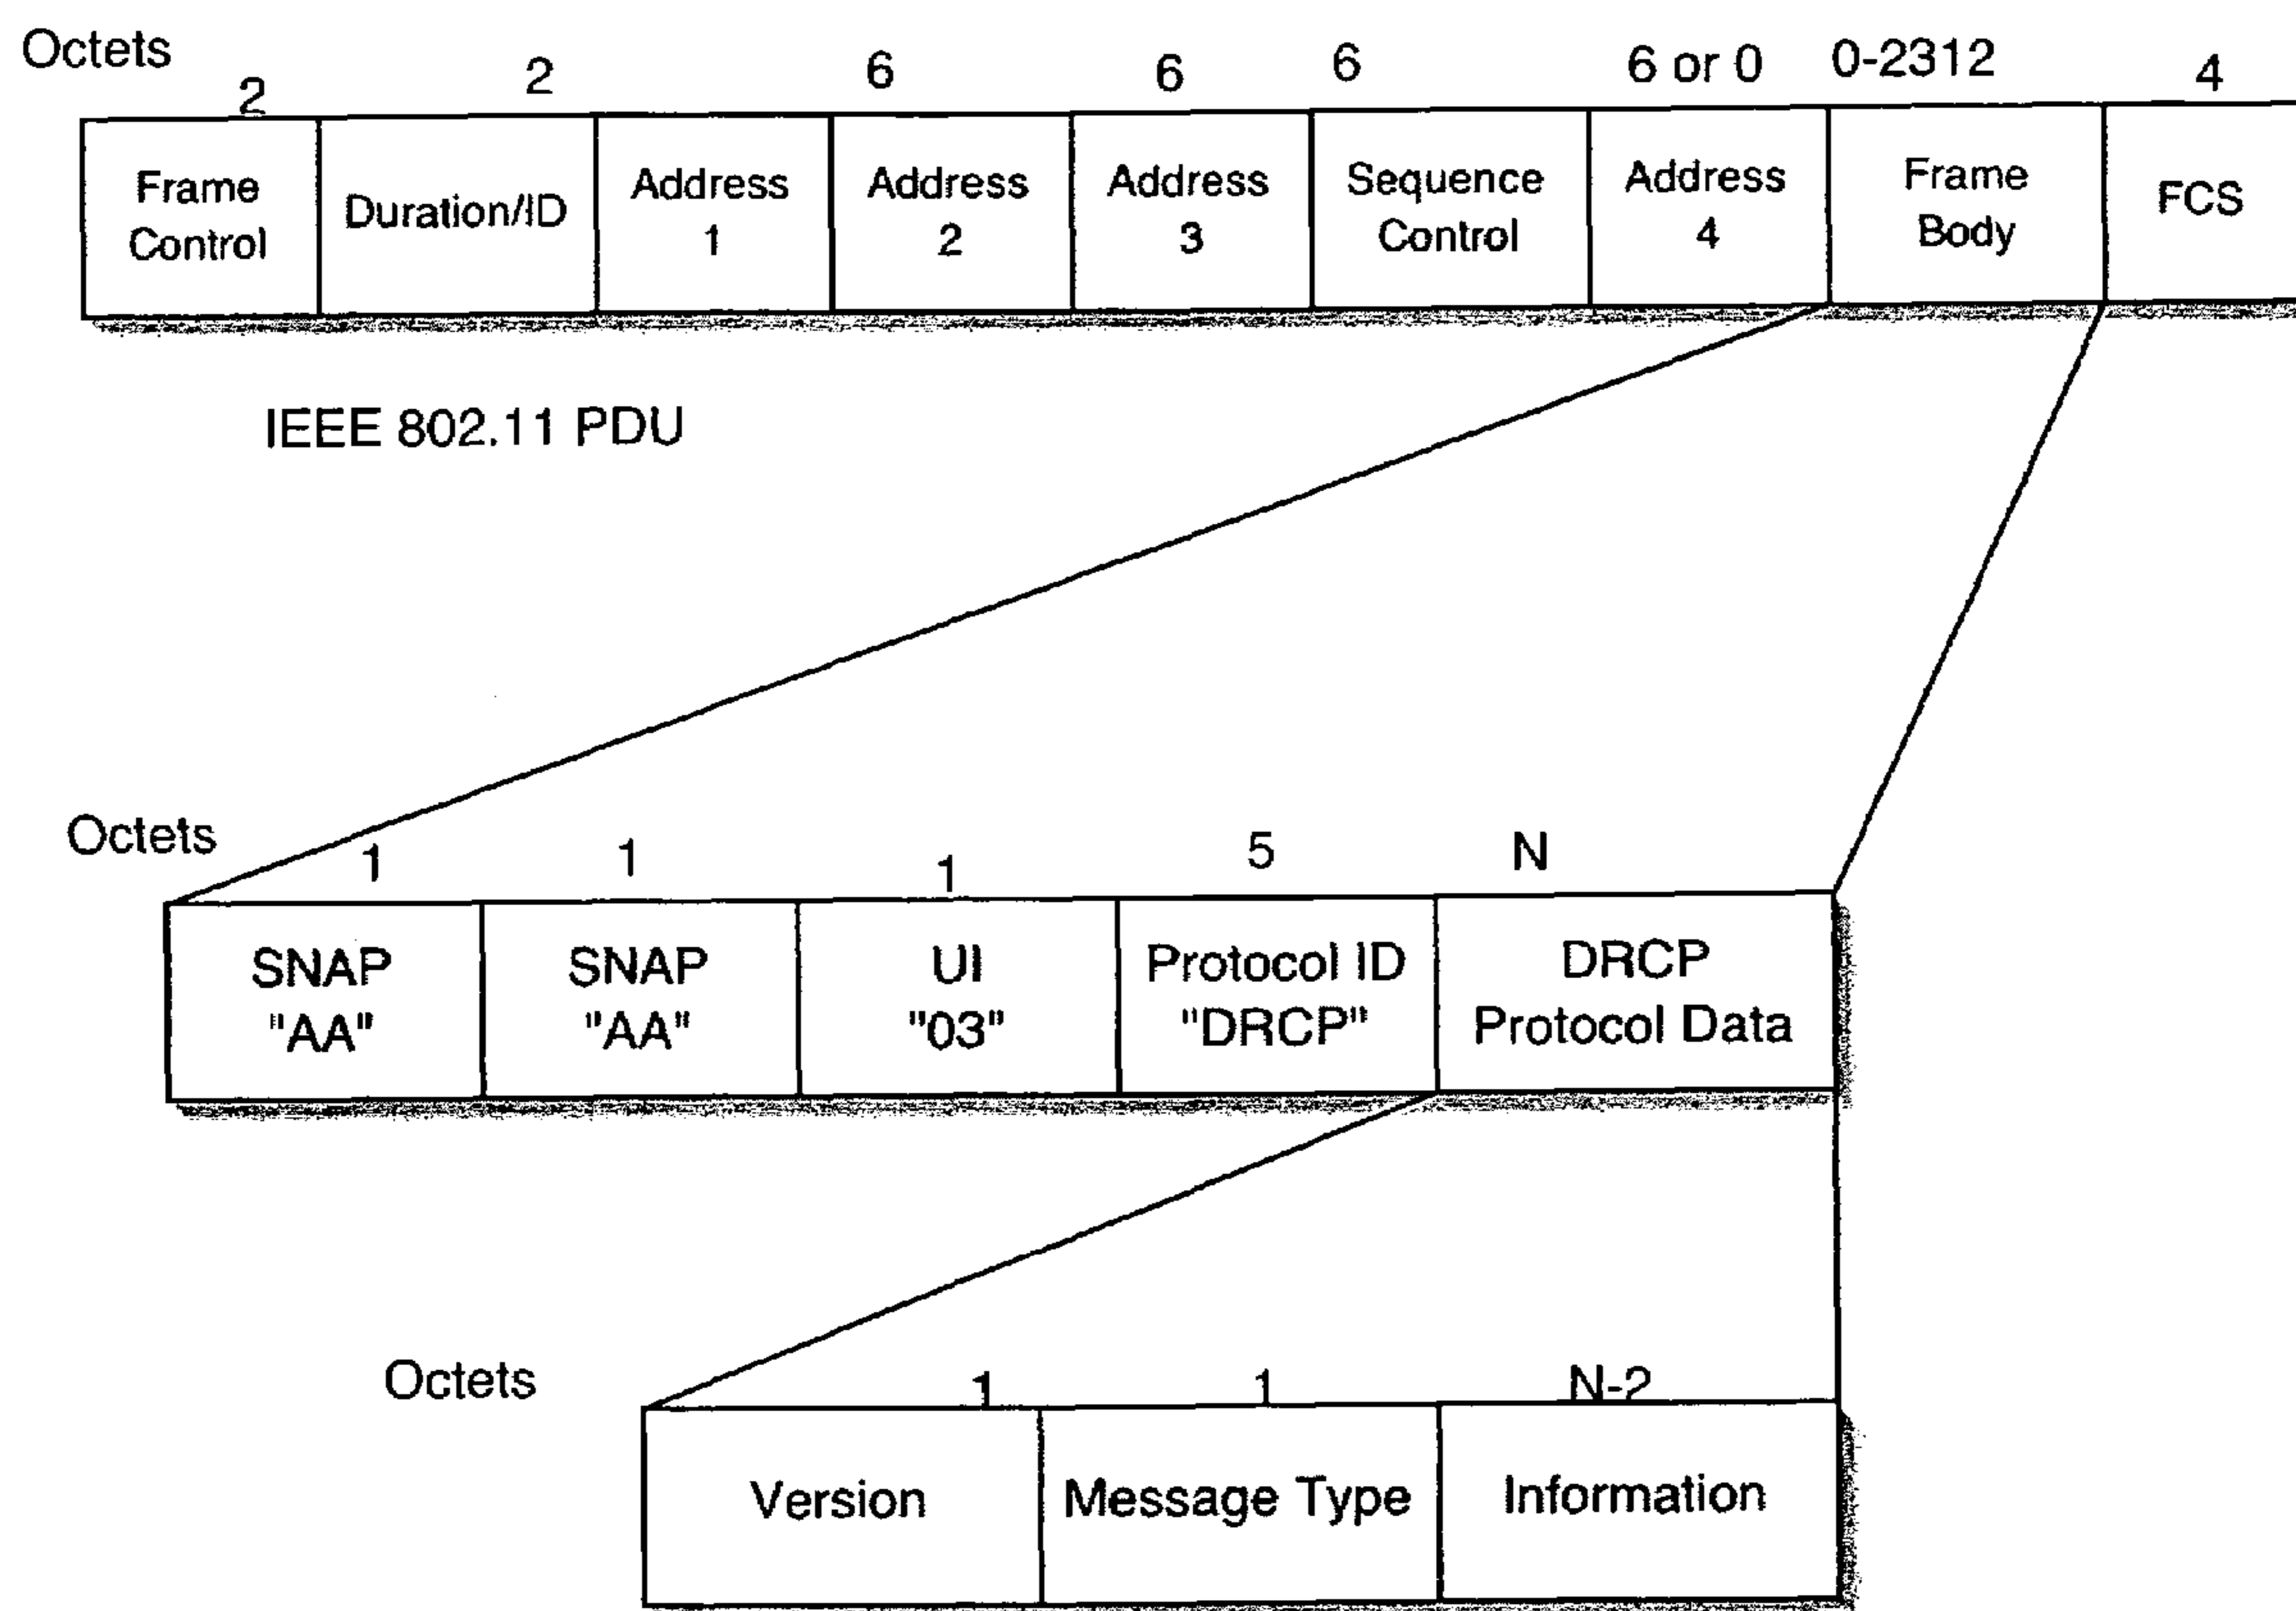 Octets
2 2 6 6 6 6 or 0 0-2312 4
Frame Control
Duration/ID
Address 1
Address 2
Address 3
Sequence Control
Address 4
Frame Body
FCS
IEEE 802.11 PDU
Octets
1 1 1 5 N
SNAP "AA"
SNAP "AA"
UI "03"
Protocol ID "DRCP"
DRCP Protocol Data
Octets
1 1 N-2
Version
Message Type
Information